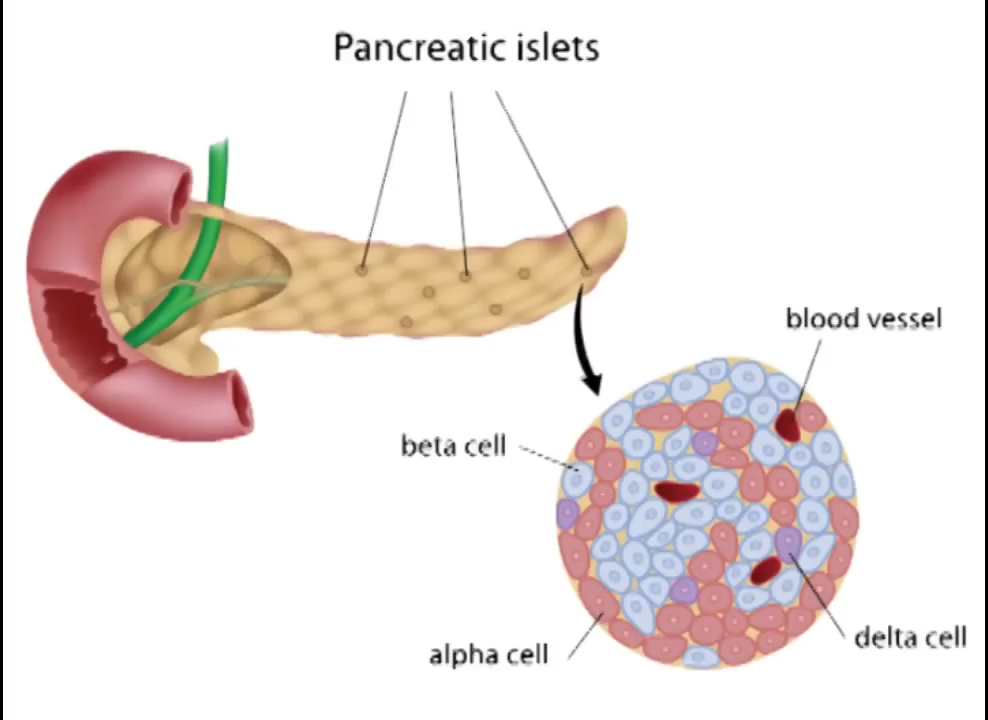 Pancreatic islets
blood vessel
beta cell
delta cell
alpha cell